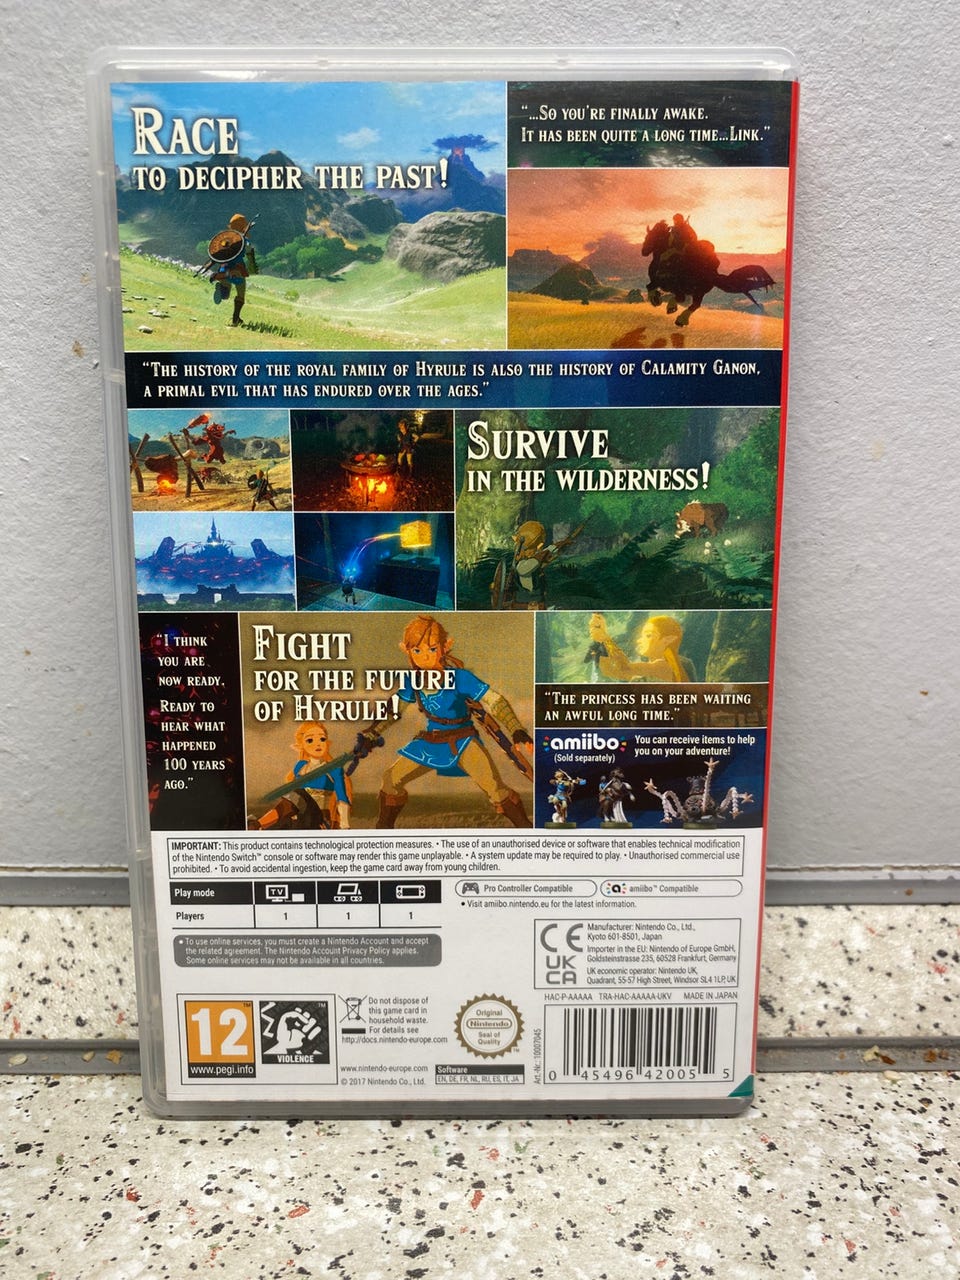 RACE
TO DECIPHER THE PAST!
"...SO YOU'RE FINALLY AWAKE.
IT HAS BEEN QUITE A LONG TIME...LINK."
"THE HISTORY OF THE ROYAL FAMILY OF HYRULE IS ALSO THE HISTORY OF CALAMITY GANON,
A PRIMAL EVIL THAT HAS ENDURED OVER THE AGES."
SURVIVE
IN THE WILDERNESS!
"I THINK
YOU ARE
NOW READY.
READY TO
HEAR WHAT
HAPPENED
100 YEARS
AGO."
FIGHT
FOR THE FUTURE
OF HYRULE!
"THE PRINCESS HAS BEEN WAITING
AN AWFUL LONG TIME."
amiibo
(Sold separately)
You can receive items to help
you on your adventure!
IMPORTANT: This product contains technological protection measures. • The use of an unauthorised device or software that enables technical modification
of the Nintendo Switch™ console or software may render this game unplayable. • A system update may be required to play. • Unauthorised commercial use
prohibited. • To avoid accidental ingestion, keep the game card away from young children.
Play mode
TV
Players
1
1
1
Pro Controller Compatible
a amiibo™ Compatible
• Visit amiibo.nintendo.eu for the latest information.
• To use online services, you must create a Nintendo Account and accept
the related agreement. The Nintendo Account Privacy Policy applies.
Some online services may not be available in all countries.
CE
UK
CA
Manufacturer: Nintendo Co., Ltd.,
Kyoto 601-8501, Japan
Importer in the EU: Nintendo of Europe GmbH,
Goldsteinstrasse 235, 60528 Frankfurt, Germany
UK economic operator: Nintendo UK,
Quadrant, 55-57 High Street, Windsor SL4 1LP, UK
HAC-P-AAAAA TRA-HAC-AAAAA-UKV MADE IN JAPAN
12
™
www.pegi.info
™
VIOLENCE
Do not dispose of
this game card in
household waste.
For details see
http://docs.nintendo-europe.com
www.nintendo-europe.com
© 2017 Nintendo Co., Ltd.
Original
Nintendo
Seal of
Quality
™
Software
EN, DE, FR, NL, RU, ES, IT, JA
Art.-Nr.: 10007045
0 45496 42005 5